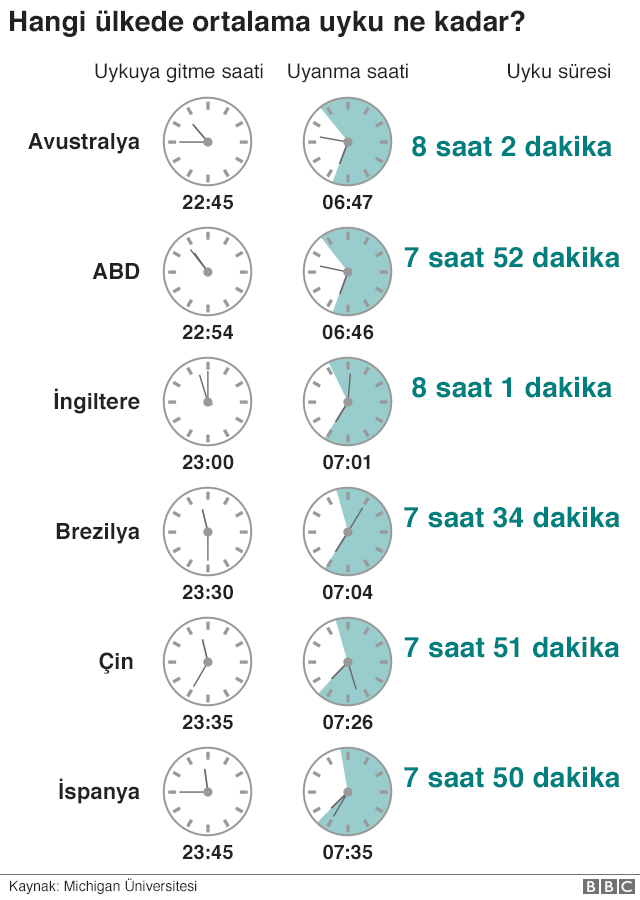 Hangi ülkede ortalama uyku ne kadar?
Uykuya gitme saati Uyanma saati Uyku süresi
Avustralya 8 saat 2 dakika
22:45 06:47
ABD 7 saat 52 dakika
22:54 06:46
İngiltere 8 saat 1 dakika
23:00 07:01
Brezilya 7 saat 34 dakika
23:30 07:04
Çin 7 saat 51 dakika
23:35 07:26
İspanya 7 saat 50 dakika
23:45 07:35
Kaynak: Michigan Üniversitesi BBC